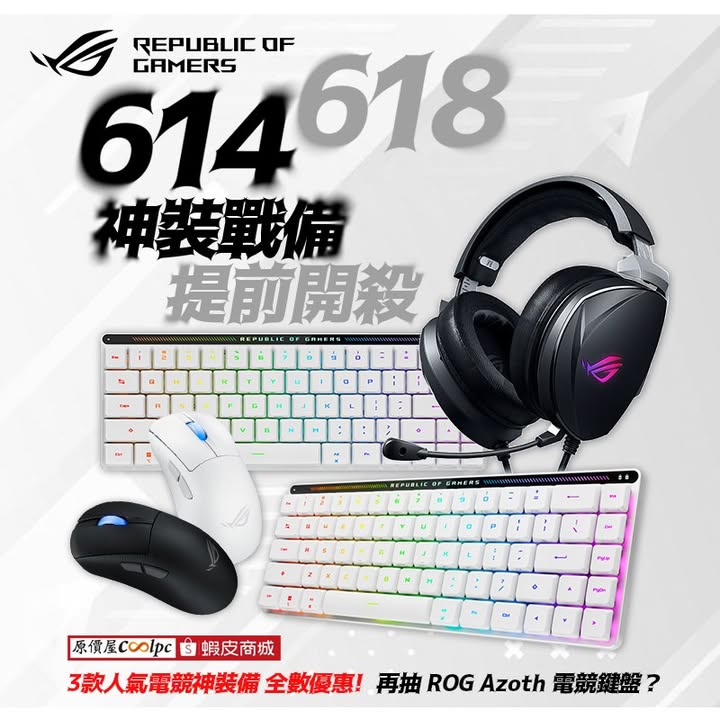 REPUBLIC OF
GAMERS
618
614
神裝戰備
提前開殺
REPUBLIC OF GAMERS
REPUBLIC OF GAMERS
原價屋Coolpc
蝦皮商城
3款人氣電競神裝備 全數優惠! 再抽 ROG Azoth 電競鍵盤？